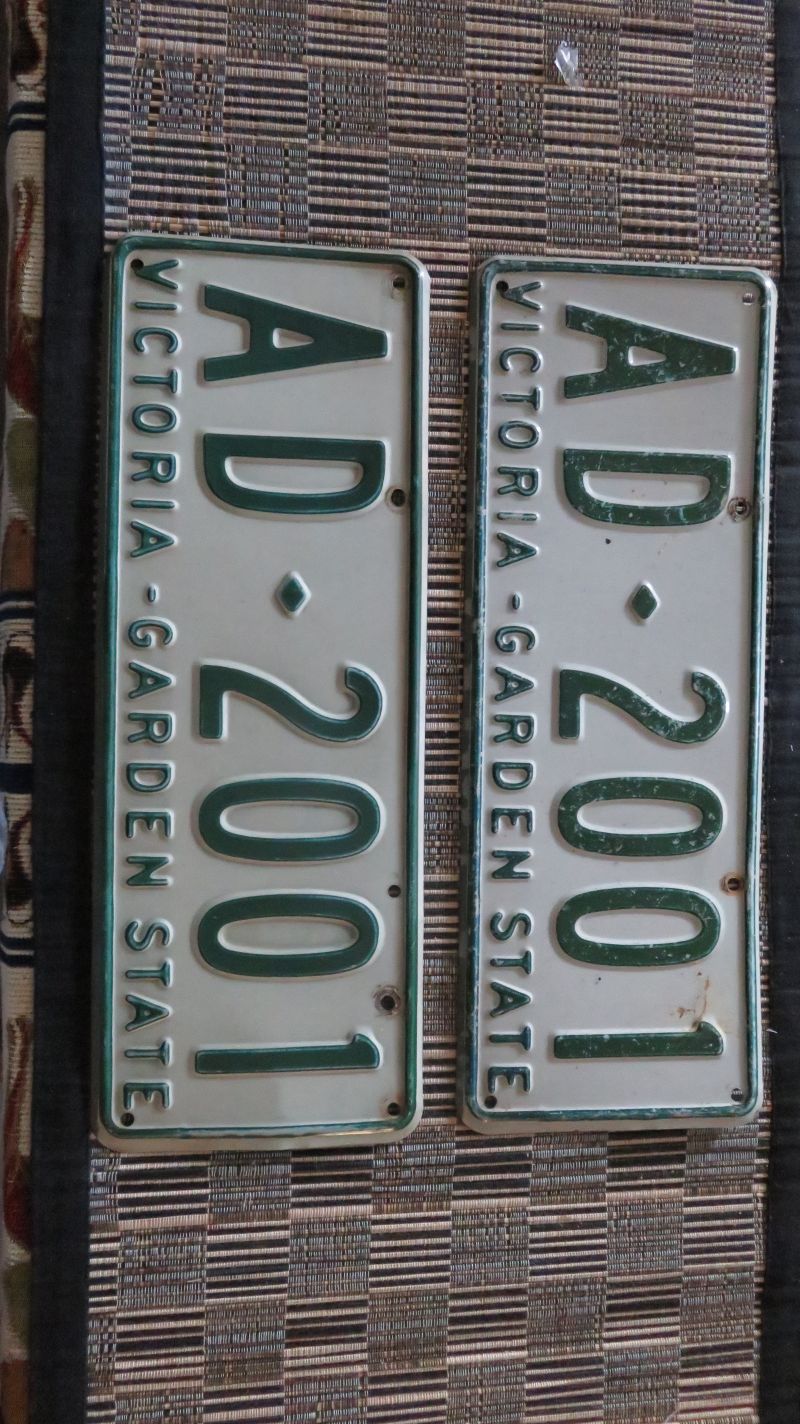 AD·2001
VICTORIA - GARDEN STATE
AD·2001
VICTORIA - GARDEN STATE